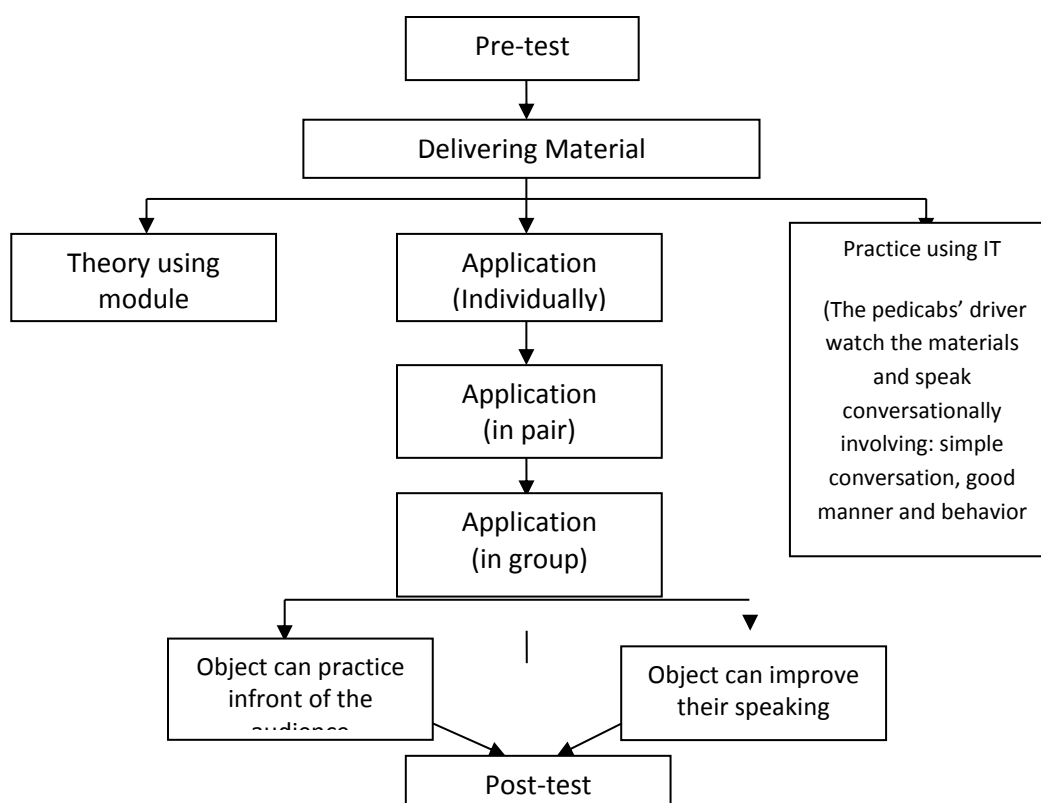 Pre-test
Delivering Material
Theory using
module
Application
(Individually)
Practice using IT
(The pedicabs’ driver
watch the materials
and speak
conversationally
involving: simple
conversation, good
manner and behavior
Application
(in pair)
Application
(in group)
Object can practice
infront of the
audience
Object can improve
their speaking
Post-test